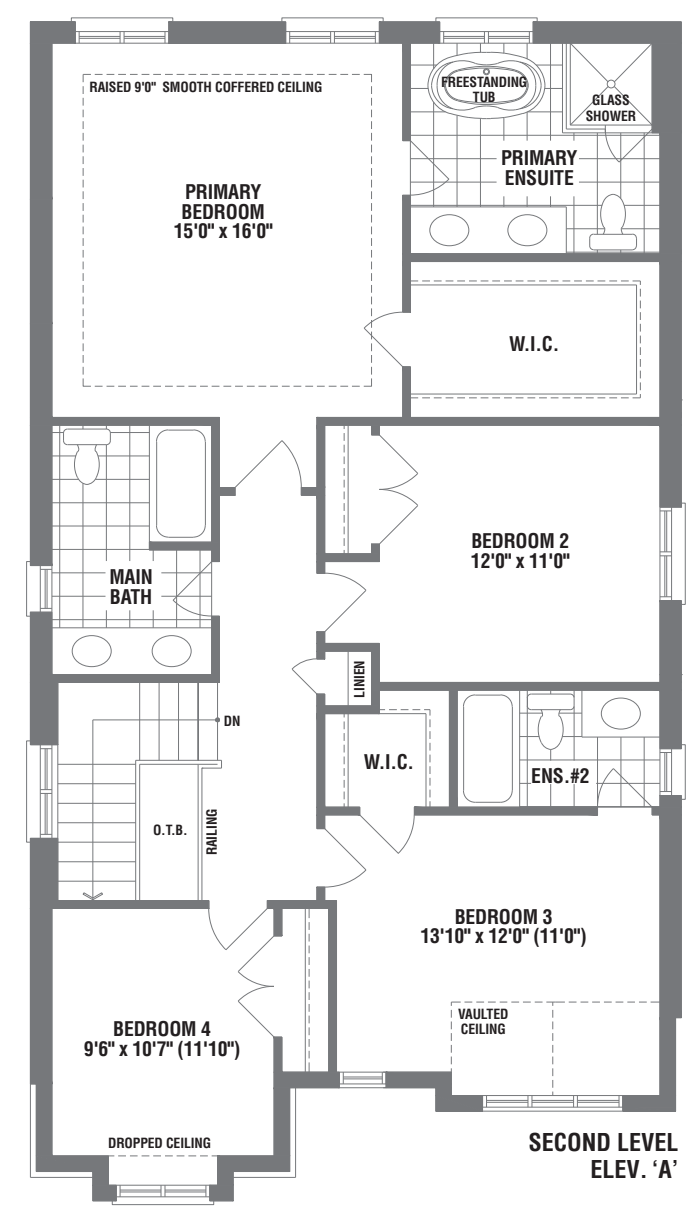 RAISED 9'0" SMOOTH COFFERED CEILING
FREESTANDING
TUB
GLASS
SHOWER
PRIMARY
ENSUITE
PRIMARY
BEDROOM
15'0" x 16'0"
W.I.C.
BEDROOM 2
12'0" x 11'0"
MAIN
BATH
LINIEN
DN
W.I.C.
ENS.#2
O.T.B.
RAILING
BEDROOM 3
13'10" x 12'0" (11'0")
VAULTED
CEILING
BEDROOM 4
9'6" x 10'7" (11'10")
DROPPED CEILING
SECOND LEVEL
ELEV. ‘A’